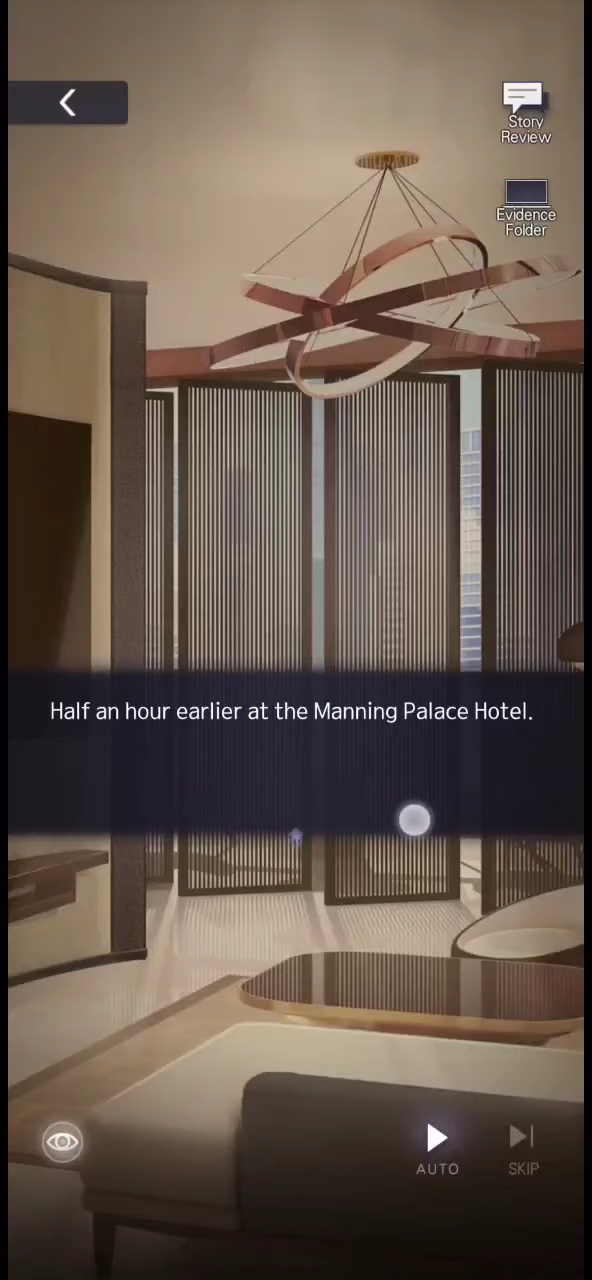 Story
Review
Evidence
Folder
Half an hour earlier at the Manning Palace Hotel.
AUTO
SKIP